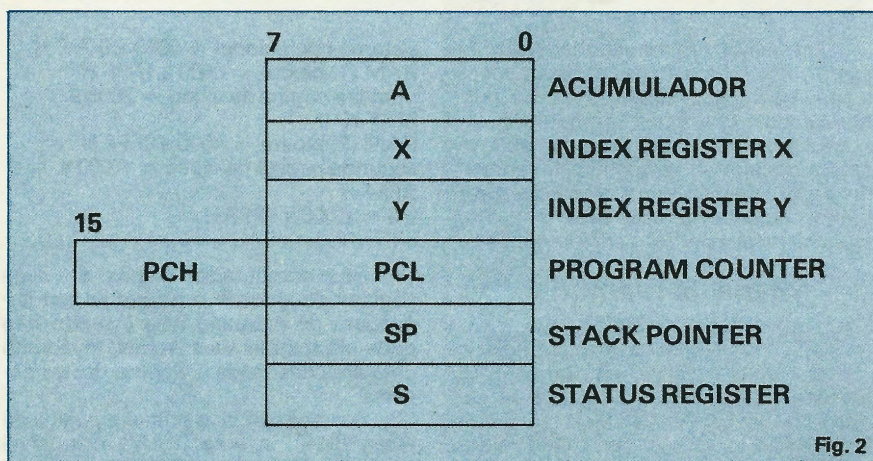 7 0
A ACUMULADOR
X INDEX REGISTER X
Y INDEX REGISTER Y
15
PCH PCL PROGRAM COUNTER
SP STACK POINTER
S STATUS REGISTER
Fig. 2